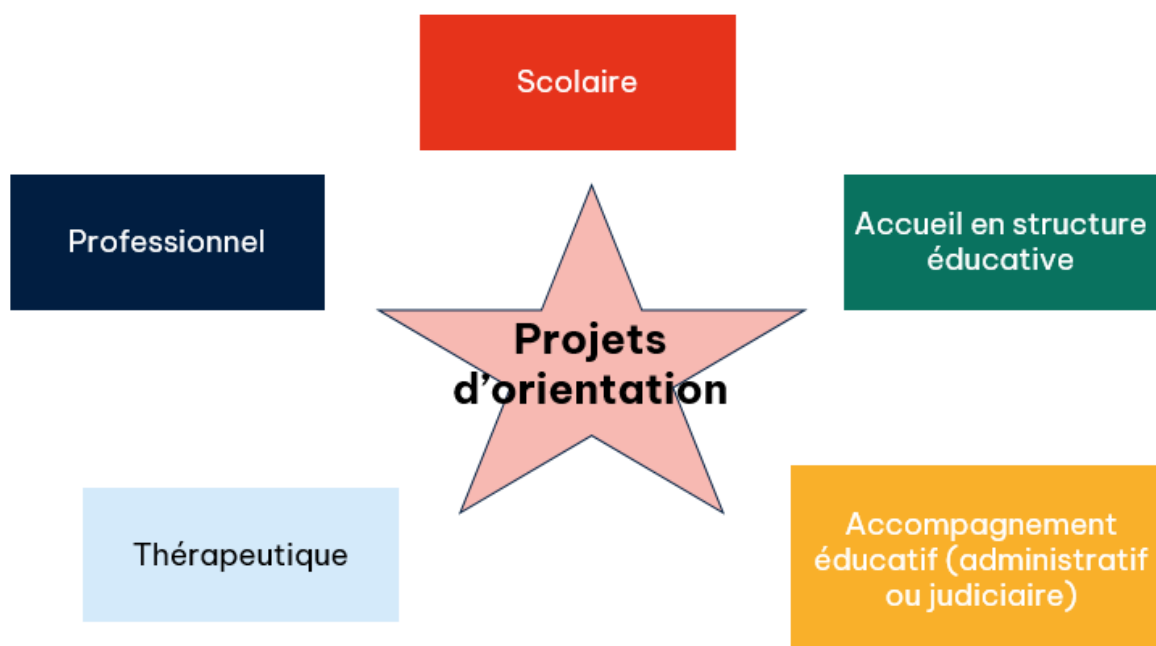 Scolaire
Professionnel
Accueil en structure
éducative
Projets
d’orientation
Thérapeutique
Accompagnement
éducatif (administratif
ou judiciaire)